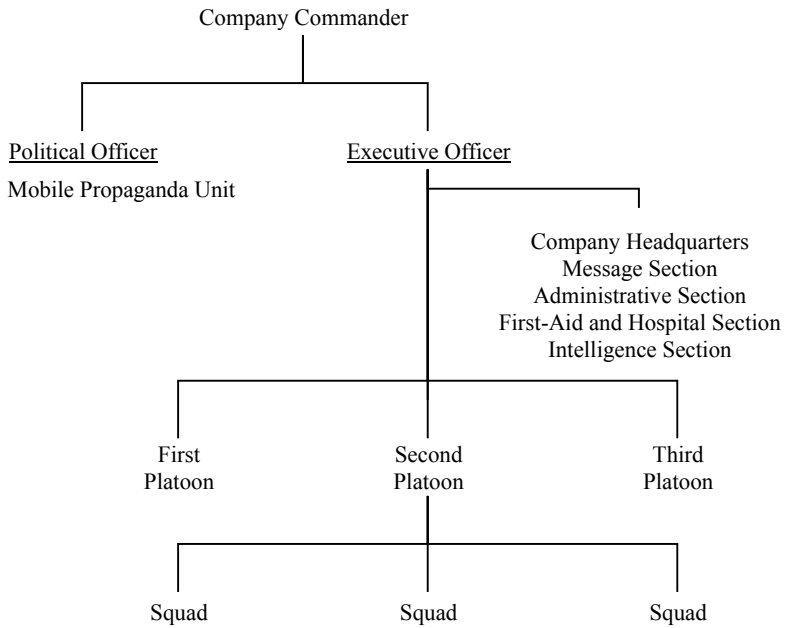 Company Commander
Political Officer
Executive Officer
Mobile Propaganda Unit
Company Headquarters
Message Section
Administrative Section
First-Aid and Hospital Section
Intelligence Section
First
Platoon
Second
Platoon
Third
Platoon
Squad
Squad
Squad